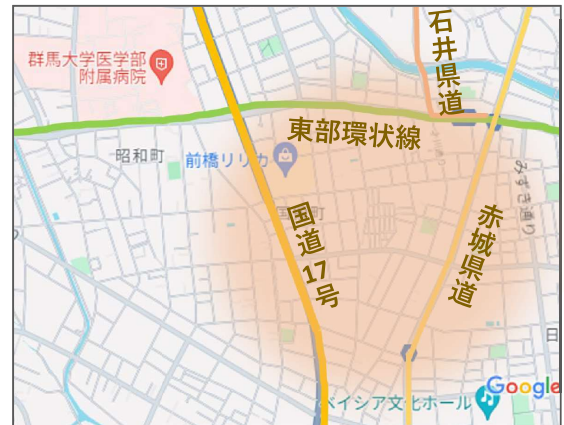 群馬大学医学部
附属病院
石井県道
東部環状線
昭和町
前橋リリカ
みずき通り
国道17号
赤城県道
日
Google
ベイシア文化ホール